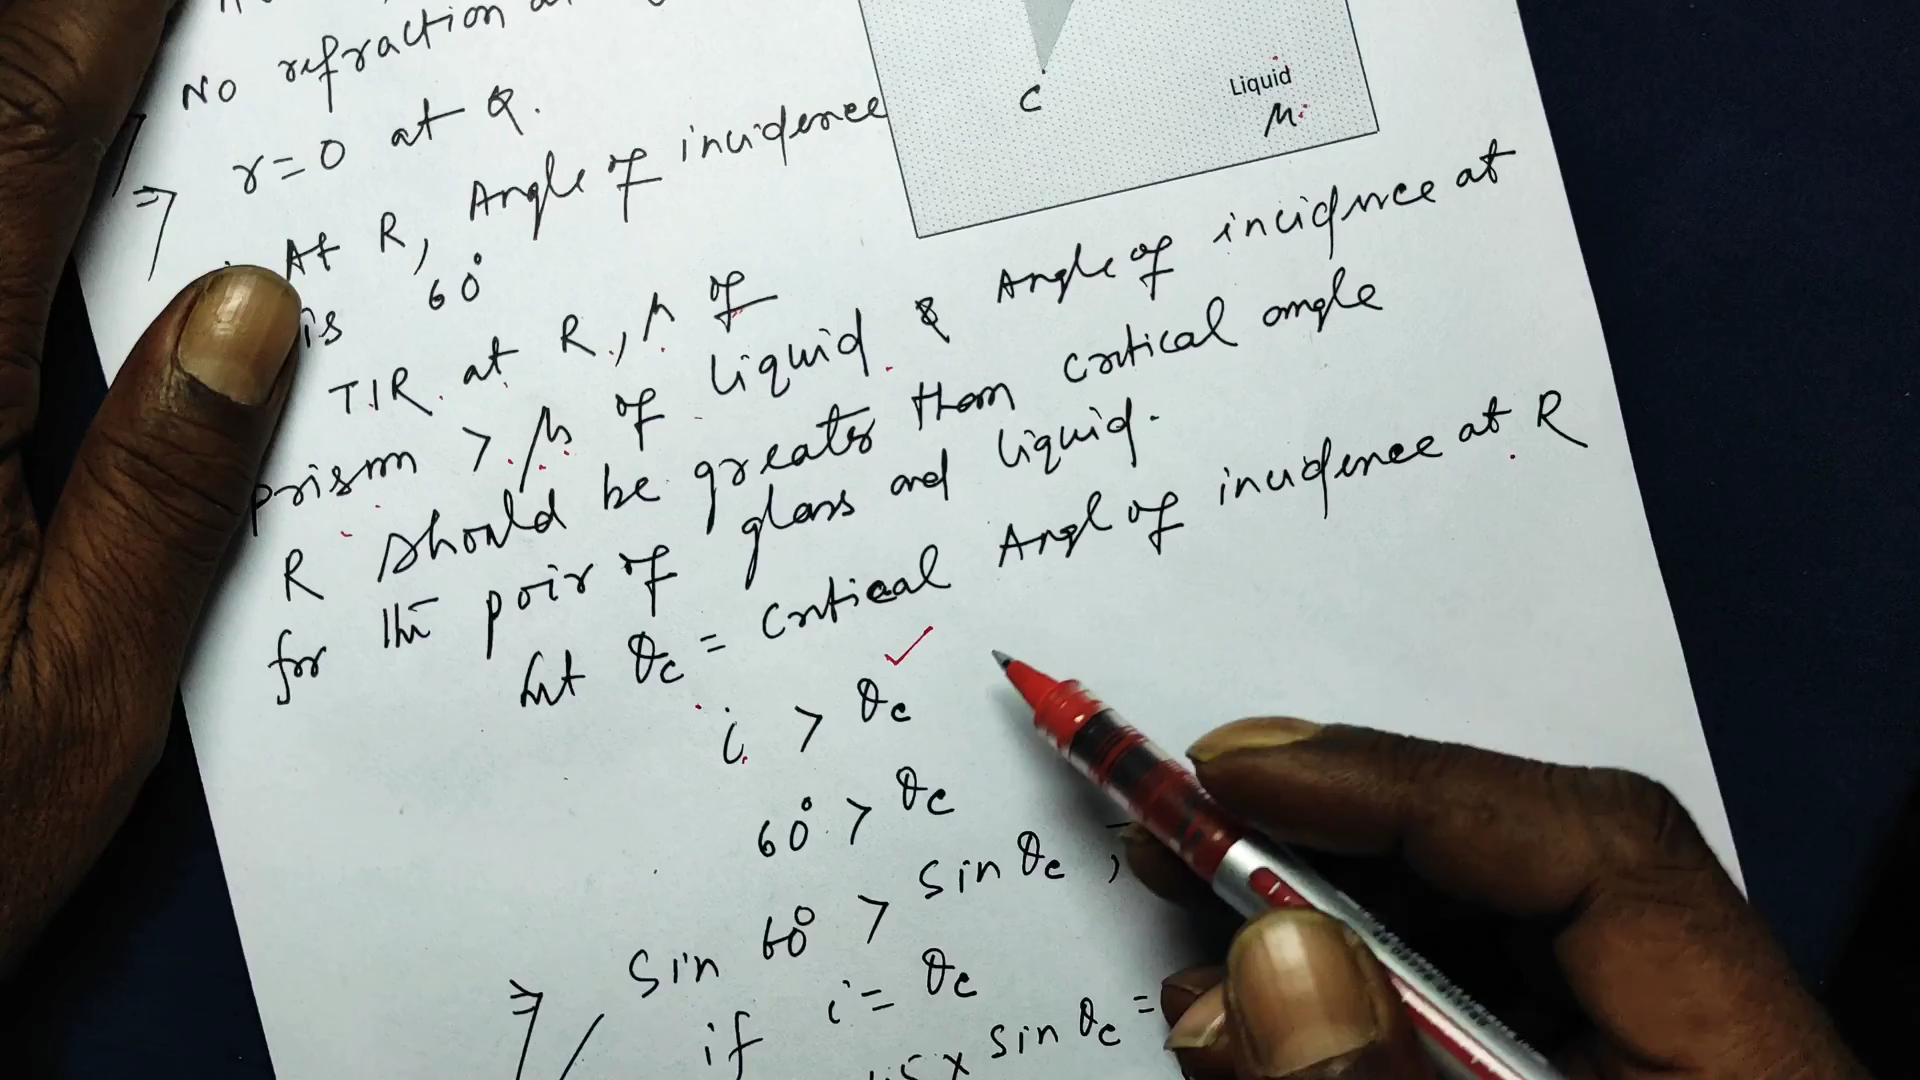 No refraction
r = 0 at Q.
⇒ At R, Angle of incidence
is 60°
TIR at R, μ of
prism > μ of liquid & Angle of incidence at
R should be greater than critical angle
for the pair of glass and liquid.
Let θc = Critical Angl of incidence at R
i > θc
60° > θc
⇒ Sin 60° > Sin θc,
if i = θc
x sin θc =
C
Liquid
μ